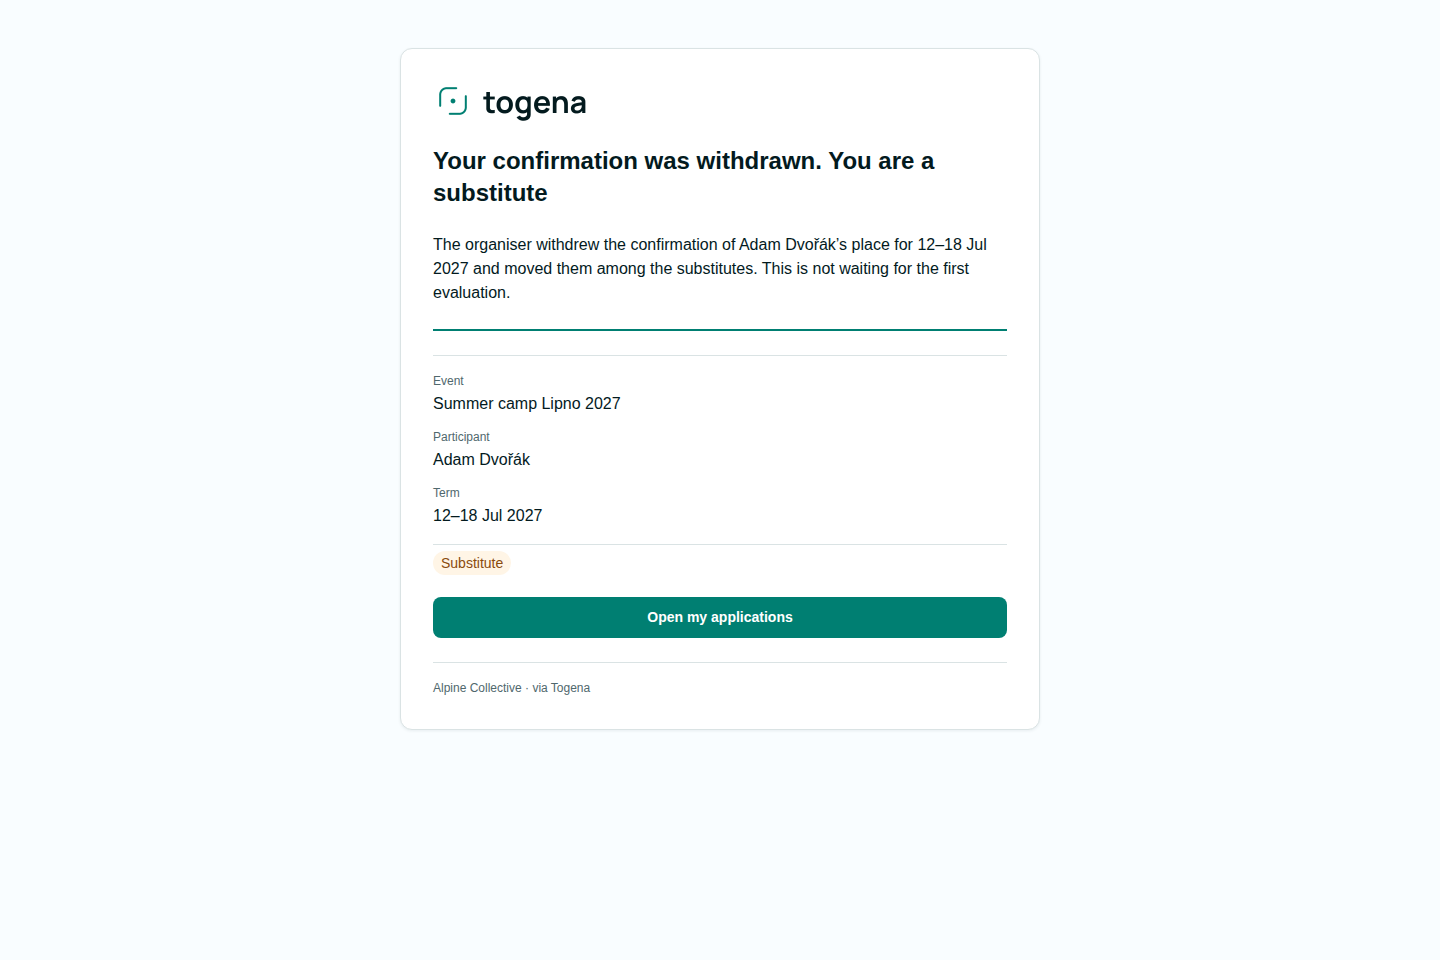 togena
Your confirmation was withdrawn. You are a
substitute
The organiser withdrew the confirmation of Adam Dvořák’s place for 12–18 Jul
2027 and moved them among the substitutes. This is not waiting for the first
evaluation.
Event
Summer camp Lipno 2027
Participant
Adam Dvořák
Term
12–18 Jul 2027
Substitute
Open my applications
Alpine Collective · via Togena